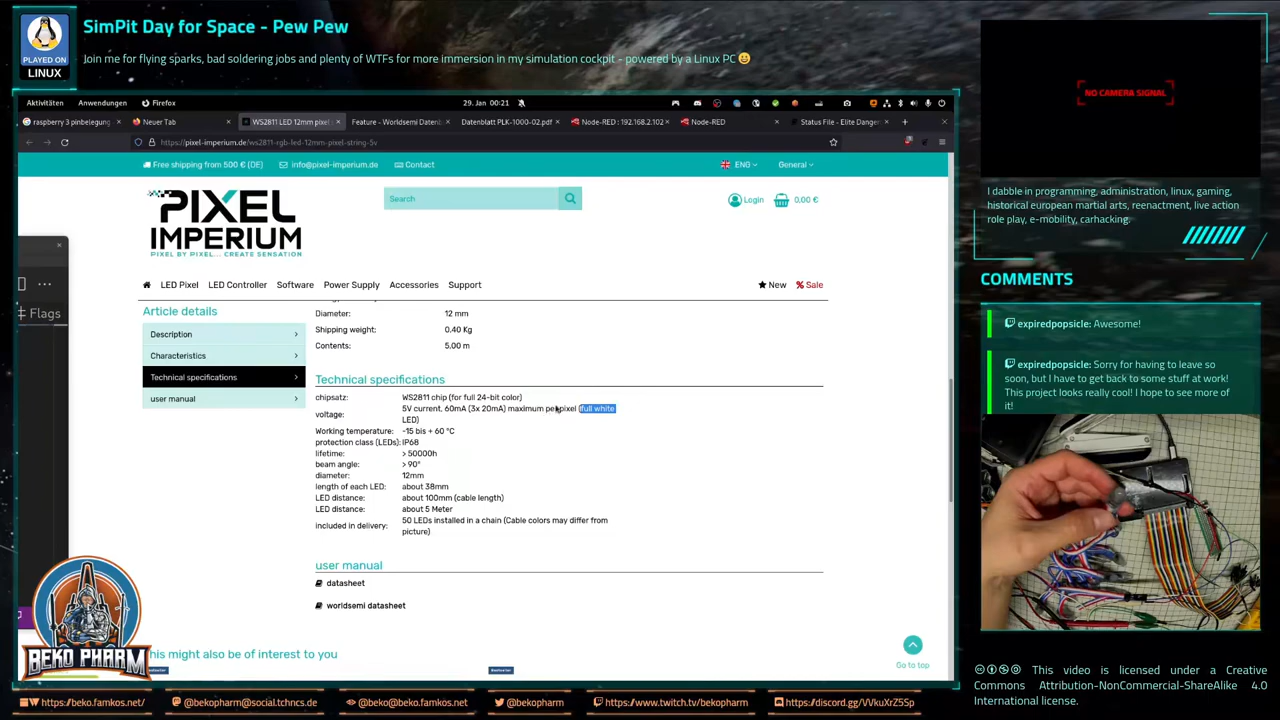 PLAYED ON
LINUX
SimPit Day for Space - Pew Pew
Join me for flying sparks, bad soldering jobs and plenty of WTFs for more immersion in my simulation cockpit - powered by a Linux PC 😃
Aktivitäten Anwendungen Firefox 29. Jan 00:21
raspberry 3 pinbelegung Neuer Tab WS2811 LED 12mm pixel Feature - Worldsemi Datenb Datenblatt PLK-1000-02.pdf Node-RED : 192.168.2.102 Node-RED Status File - Elite Danger
https://pixel-imperium.de/ws2811-rgb-led-12mm-pixel-string-5v
Free shipping from 500 € (DE) info@pixel-imperium.de Contact ENG General
PIXEL
IMPERIUM
PIXEL BY PIXEL... CREATE SENSATION
Search
Login 0,00 €
LED Pixel LED Controller Software Power Supply Accessories Support New Sale
Flags
Article details
Description
Characteristics
Technical specifications
user manual
Diameter: 12 mm
Shipping weight: 0.40 Kg
Contents: 5.00 m
Technical specifications
chipsatz: WS2811 chip (for full 24-bit color)
voltage: 5V current, 60mA (3x 20mA) maximum per pixel (full white
LED)
Working temperature: -15 bis + 60 °C
protection class (LEDs): IP68
lifetime: > 50000h
beam angle: > 90°
diameter: 12mm
length of each LED: about 38mm
LED distance: about 100mm (cable length)
LED distance: about 5 Meter
included in delivery: 50 LEDs installed in a chain (Cable colors may differ from
picture)
user manual
datasheet
worldsemi datasheet
This might also be of interest to you
Go to top
BEKO PHARM
NO CAMERA SIGNAL
I dabble in programming, administration, linux, gaming,
historical european martial arts, reenactment, live action
role play, e-mobility, carhacking.
COMMENTS
expiredpopsicle: Awesome!
expiredpopsicle: Sorry for having to leave so
soon, but I have to get back to some stuff at work!
This project looks really cool! I hope to see more of
it!
This video is licensed under a Creative
Commons Attribution-NonCommercial-ShareAlike 4.0
International license.
https://beko.famkos.net/ @bekopharm@social.tchncs.de @beko@beko.famkos.net @bekopharm https://www.twitch.tv/bekopharm https://discord.gg/VVkuXrZ55p